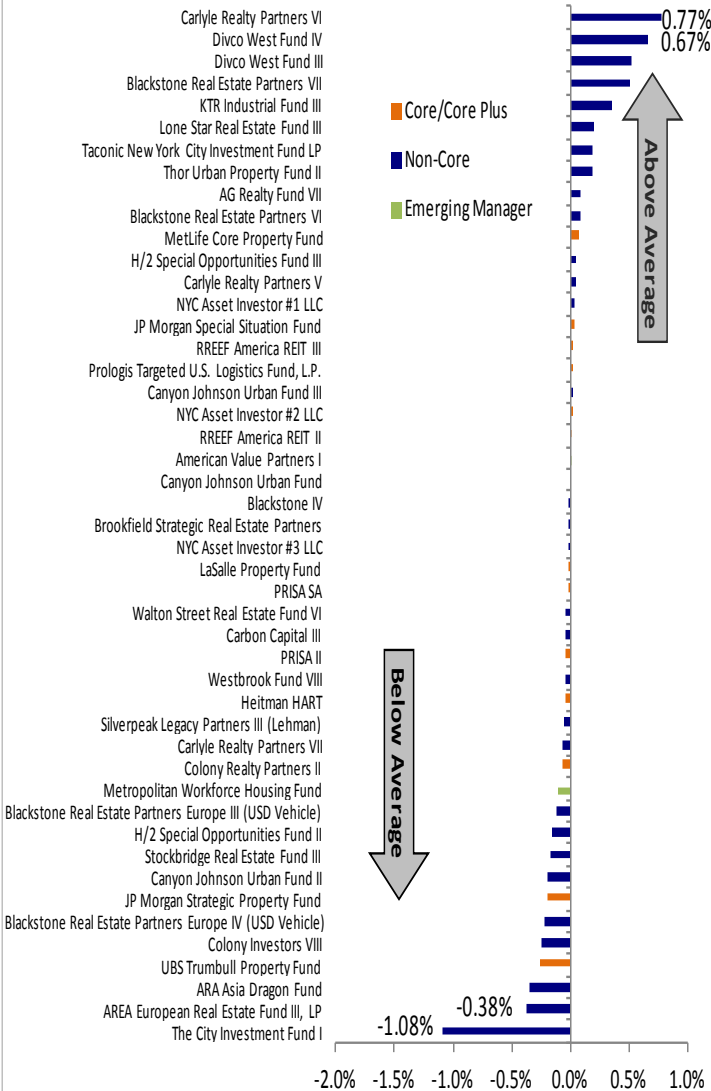 Carlyle Realty Partners VI
0.77%
Divco West Fund IV
0.67%
Divco West Fund III
Blackstone Real Estate Partners VII
KTR Industrial Fund III
Core/Core Plus
Lone Star Real Estate Fund III
Taconic New York City Investment Fund LP
Non-Core
Thor Urban Property Fund II
AG Realty Fund VII
Emerging Manager
Blackstone Real Estate Partners VI
Above Average
MetLife Core Property Fund
H/2 Special Opportunities Fund III
Carlyle Realty Partners V
NYC Asset Investor #1 LLC
JP Morgan Special Situation Fund
RREEF America REIT III
Prologis Targeted U.S. Logistics Fund, L.P.
Canyon Johnson Urban Fund III
NYC Asset Investor #2 LLC
RREEF America REIT II
American Value Partners I
Canyon Johnson Urban Fund
Blackstone IV
Brookfield Strategic Real Estate Partners
NYC Asset Investor #3 LLC
LaSalle Property Fund
PRISA SA
Walton Street Real Estate Fund VI
Carbon Capital III
PRISA II
Westbrook Fund VIII
Heitman HART
Silverpeak Legacy Partners III (Lehman)
Carlyle Realty Partners VII
Below Average
Colony Realty Partners II
Metropolitan Workforce Housing Fund
Blackstone Real Estate Partners Europe III (USD Vehicle)
H/2 Special Opportunities Fund II
Stockbridge Real Estate Fund III
Canyon Johnson Urban Fund II
JP Morgan Strategic Property Fund
Blackstone Real Estate Partners Europe IV (USD Vehicle)
Colony Investors VIII
UBS Trumbull Property Fund
ARA Asia Dragon Fund
AREA European Real Estate Fund III, LP
-0.38%
The City Investment Fund I
-1.08%
-2.0% -1.5% -1.0% -0.5% 0.0% 0.5% 1.0%